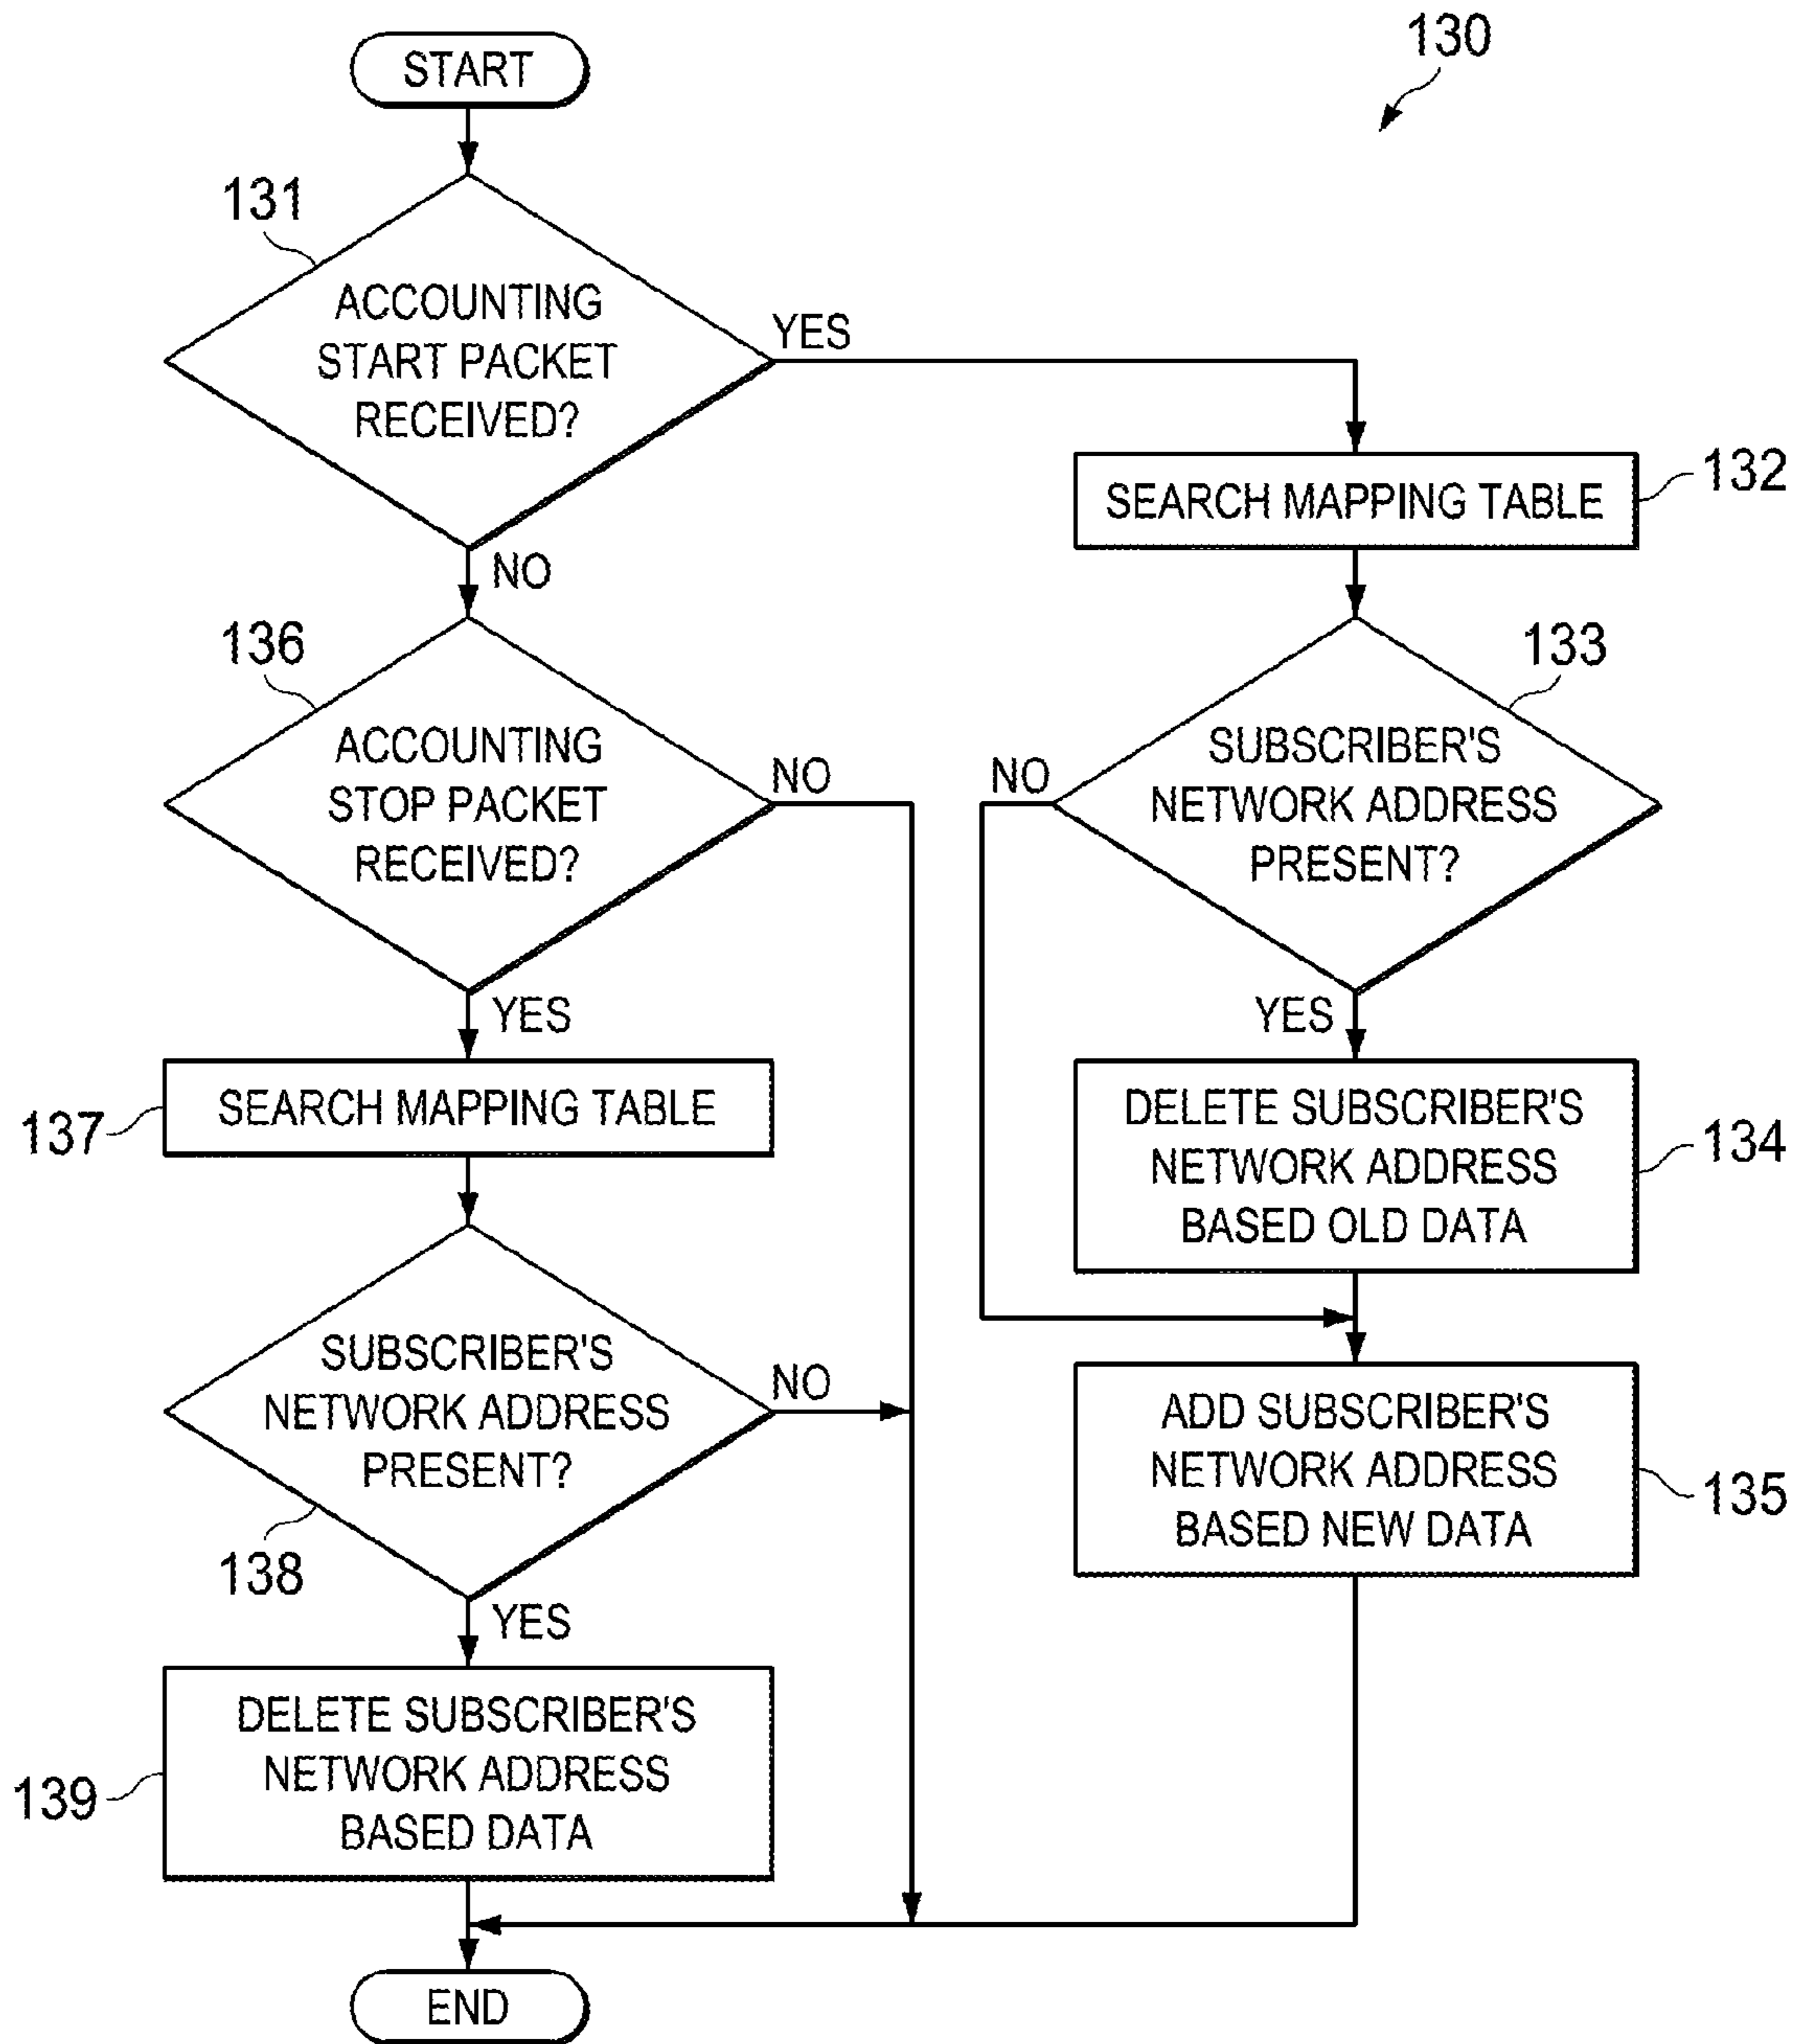 130
START
131
ACCOUNTING
START PACKET
RECEIVED?
YES
NO
132
SEARCH MAPPING TABLE
133
SUBSCRIBER'S
NETWORK ADDRESS
PRESENT?
NO
YES
134
DELETE SUBSCRIBER'S
NETWORK ADDRESS
BASED OLD DATA
135
ADD SUBSCRIBER'S
NETWORK ADDRESS
BASED NEW DATA
136
ACCOUNTING
STOP PACKET
RECEIVED?
NO
YES
137
SEARCH MAPPING TABLE
138
SUBSCRIBER'S
NETWORK ADDRESS
PRESENT?
NO
YES
139
DELETE SUBSCRIBER'S
NETWORK ADDRESS
BASED DATA
END